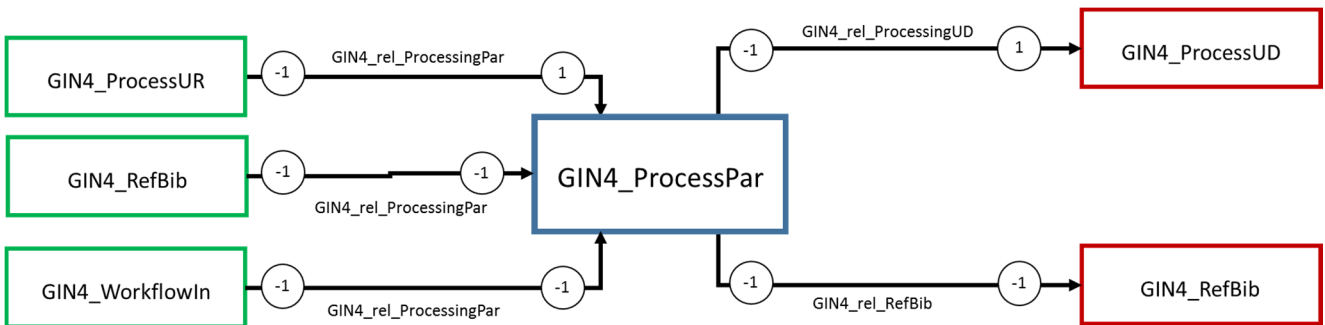 GIN4_ProcessUR
-1
GIN4_rel_ProcessingPar
1
GIN4_RefBib
-1
-1
GIN4_rel_ProcessingPar
GIN4_WorkflowIn
-1
-1
GIN4_rel_ProcessingPar
GIN4_ProcessPar
-1
GIN4_rel_ProcessingUD
1
GIN4_ProcessUD
-1
GIN4_rel_RefBib
-1
GIN4_RefBib